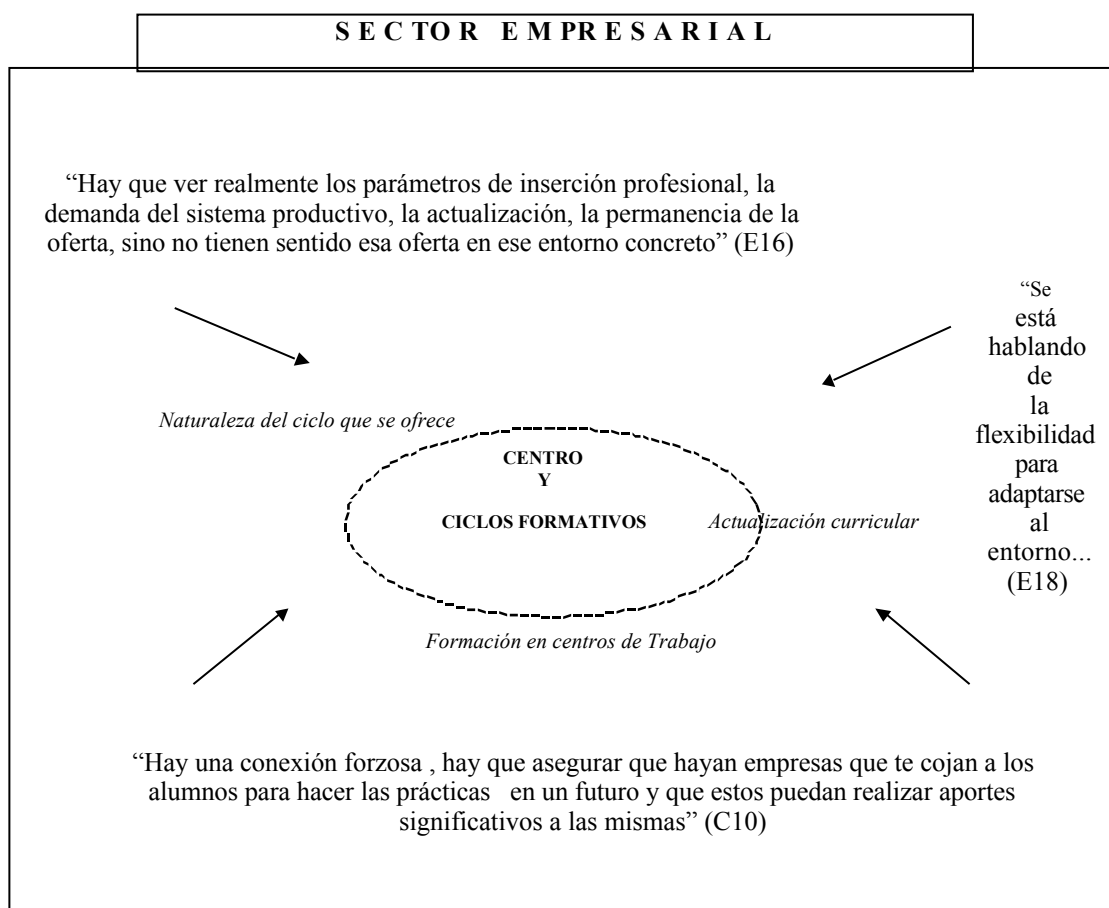 SECTOR EMPRESARIAL
“Hay que ver realmente los parámetros de inserción profesional, la
demanda del sistema productivo, la actualización, la permanencia de la
oferta, sino no tienen sentido esa oferta en ese entorno concreto” (E16)
“Se
está
hablando
de
la
flexibilidad
para
adaptarse
al
entorno...
(E18)
Naturaleza del ciclo que se ofrece
CENTRO
Y
CICLOS FORMATIVOS
Actualización curricular
Formación en centros de Trabajo
“Hay una conexión forzosa , hay que asegurar que hayan empresas que te cojan a los
alumnos para hacer las prácticas en un futuro y que estos puedan realizar aportes
significativos a las mismas” (C10)